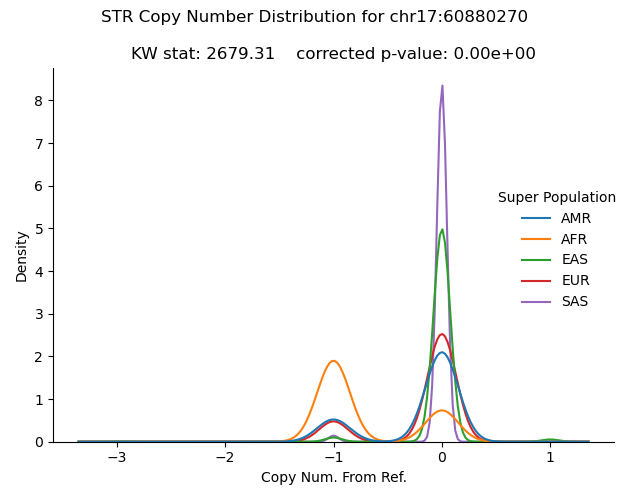 STR Copy Number Distribution for chr17:60880270
KW stat: 2679.31    corrected p-value: 0.00e+00
8
7
6
5
4
3
2
1
0
Density
Super Population
AMR
AFR
EAS
EUR
SAS
−3
−2
−1
0
1
Copy Num. From Ref.